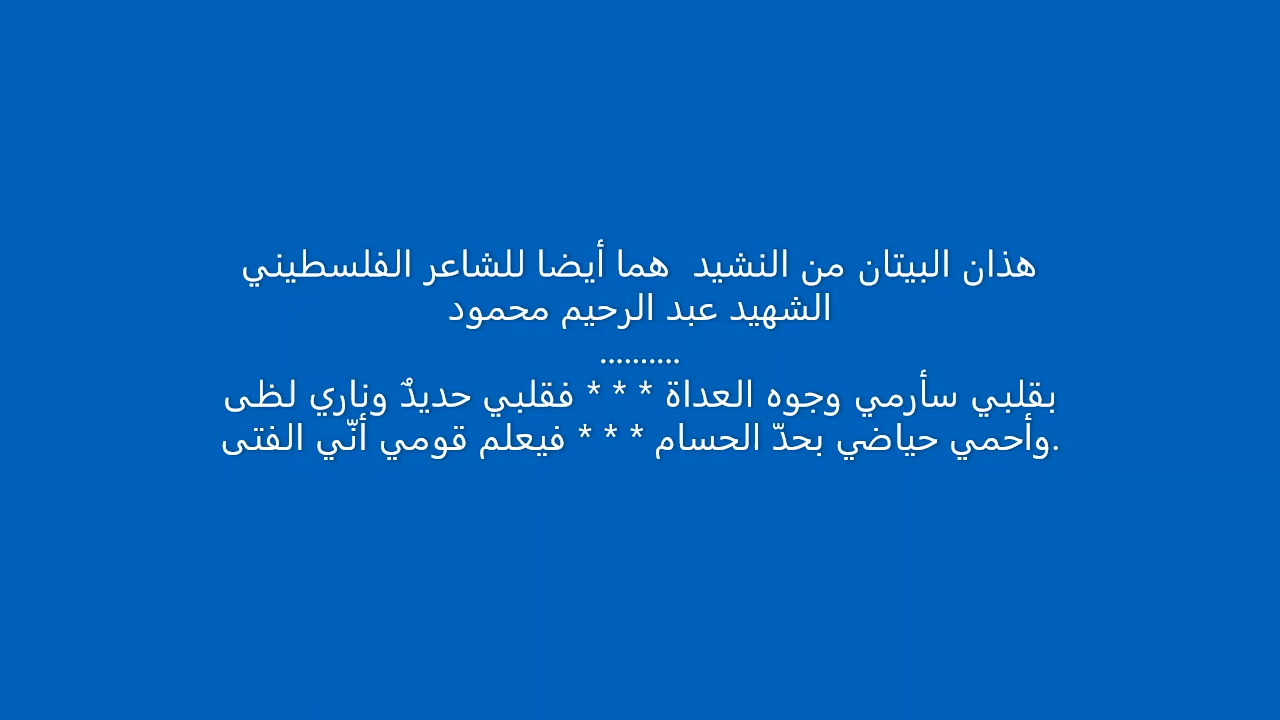 هذان البيتان من النشيد  هما أيضا للشاعر الفلسطيني
الشهيد عبد الرحيم محمود
..........
بقلبي سأرمي وجوه العداة * * * فقلبي حديدٌ وناري لظى
وأحمي حياضي بحدّ الحسام * * * فيعلم قومي أنّي الفتى.